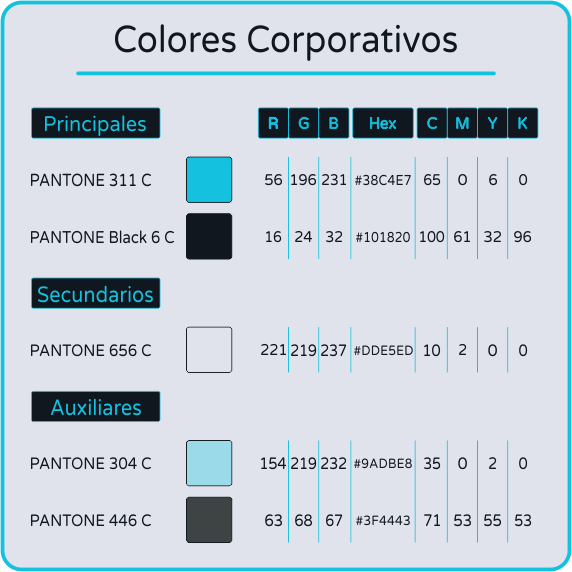 Colores Corporativos
Principales R G B Hex C M Y K
PANTONE 311 C 56 196 231 #38C4E7 65 0 6 0
PANTONE Black 6 C 16 24 32 #101820 100 61 32 96
Secundarios
PANTONE 656 C 221 219 237 #DDE5ED 10 2 0 0
Auxiliares
PANTONE 304 C 154 219 232 #9ADBE8 35 0 2 0
PANTONE 446 C 63 68 67 #3F4443 71 53 55 53